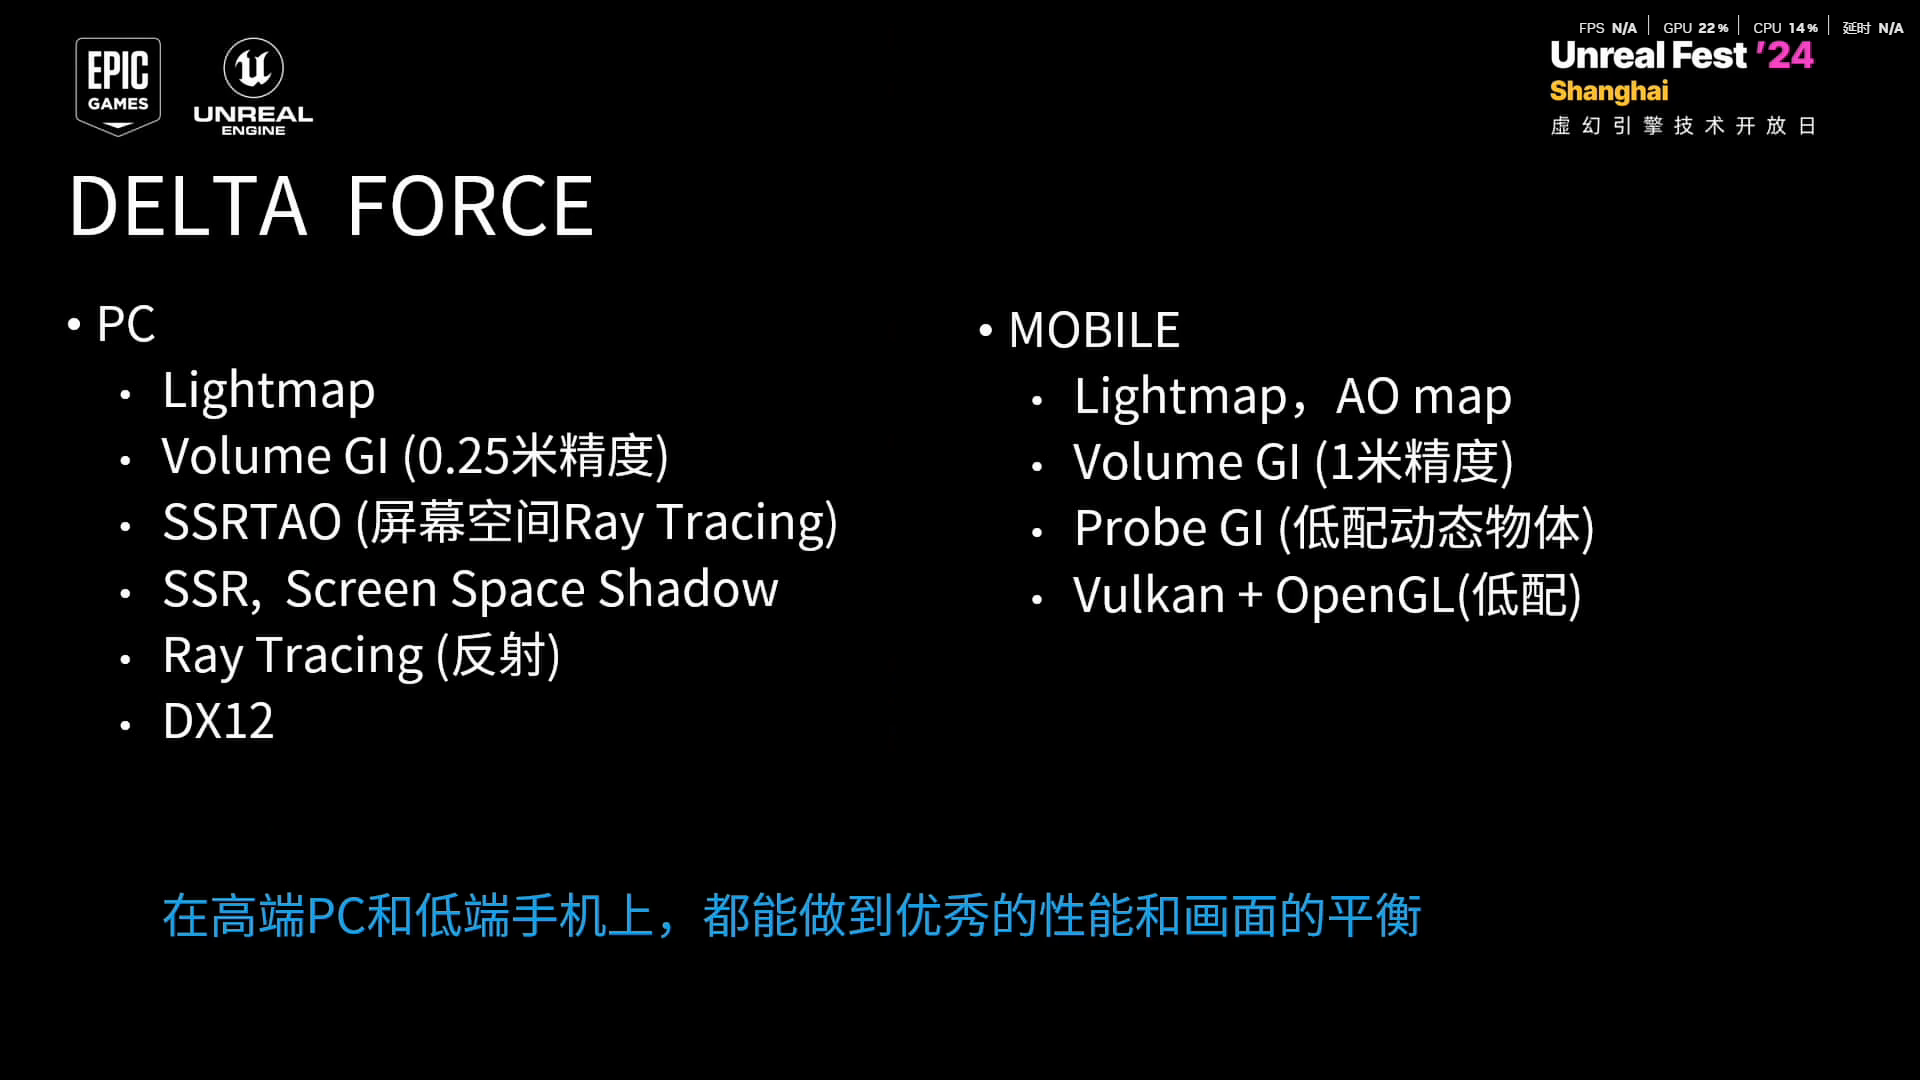 FPS N/A GPU 22% CPU 14% 延时 N/A
EPIC
GAMES
UNREAL
ENGINE
Unreal Fest '24
Shanghai
虚幻引擎技术开放日
DELTA FORCE
• PC
• Lightmap
• Volume GI (0.25米精度)
• SSRTAO (屏幕空间Ray Tracing)
• SSR, Screen Space Shadow
• Ray Tracing (反射)
• DX12
• MOBILE
• Lightmap，AO map
• Volume GI (1米精度)
• Probe GI (低配动态物体)
• Vulkan + OpenGL(低配)
在高端PC和低端手机上，都能做到优秀的性能和画面的平衡